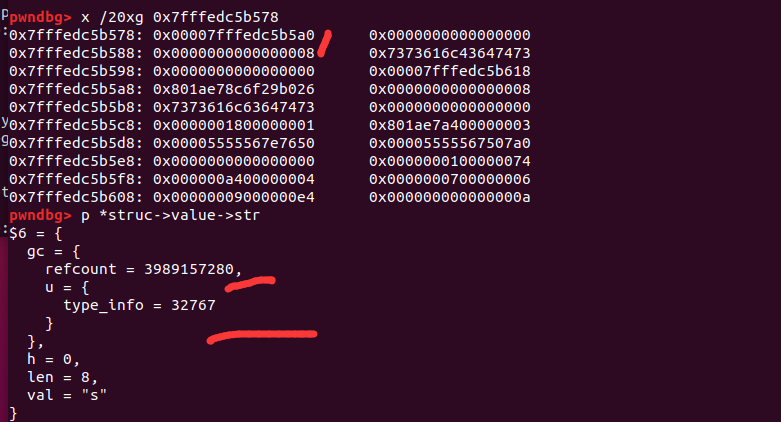 pwndbg> x /20xg 0x7fffedc5b578
0x7fffedc5b578: 0x00007fffedc5b5a0 0x0000000000000000
0x7fffedc5b588: 0x0000000000000008 0x7373616c43647473
0x7fffedc5b598: 0x0000000000000000 0x00007fffedc5b618
0x7fffedc5b5a8: 0x801ae78c6f29b026 0x0000000000000008
0x7fffedc5b5b8: 0x7373616c63647473 0x0000000000000000
0x7fffedc5b5c8: 0x0000001800000001 0x801ae7a400000003
0x7fffedc5b5d8: 0x00005555567e7650 0x00005555567507a0
0x7fffedc5b5e8: 0x0000000000000000 0x0000000100000074
0x7fffedc5b5f8: 0x000000a400000004 0x0000000700000006
0x7fffedc5b608: 0x00000009000000e4 0x000000000000000a
pwndbg> p *struc->value->str
$6 = {
gc = {
refcount = 3989157280,
u = {
type_info = 32767
}
},
h = 0,
len = 8,
val = "s"
}